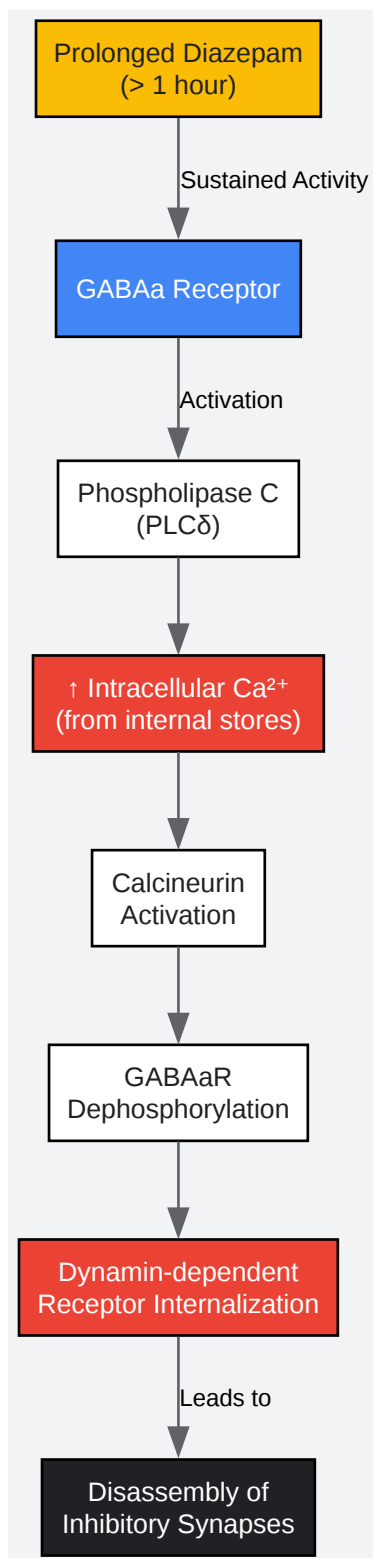 Prolonged Diazepam
(> 1 hour)
Sustained Activity
GABAa Receptor
Activation
Phospholipase C
(PLCδ)
↑ Intracellular Ca²⁺
(from internal stores)
Calcineurin
Activation
GABAaR
Dephosphorylation
Dynamin-dependent
Receptor Internalization
Leads to
Disassembly of
Inhibitory Synapses